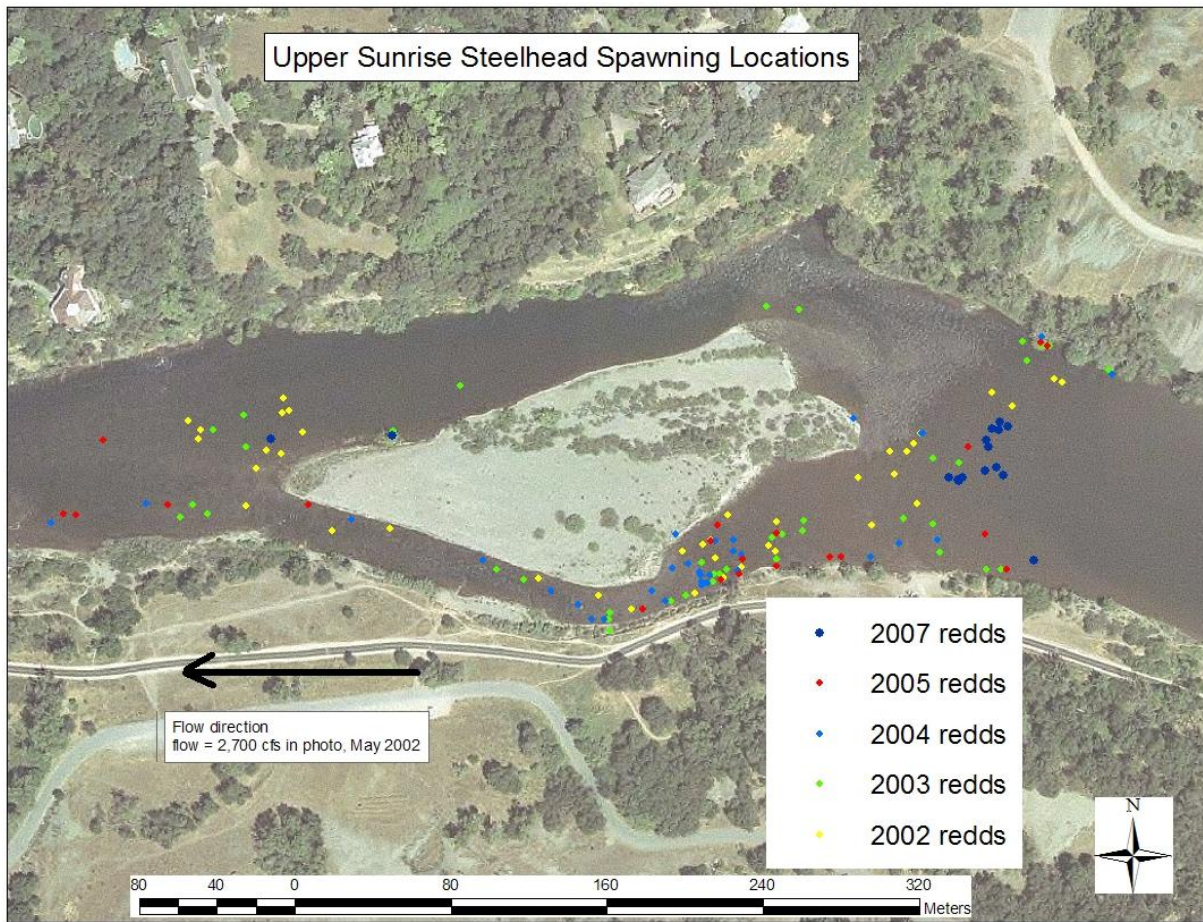 Upper Sunrise Steelhead Spawning Locations
2007 redds
2005 redds
2004 redds
2003 redds
2002 redds
Flow direction
flow = 2,700 cfs in photo, May 2002
N
80 40 0 80 160 240 320
Meters